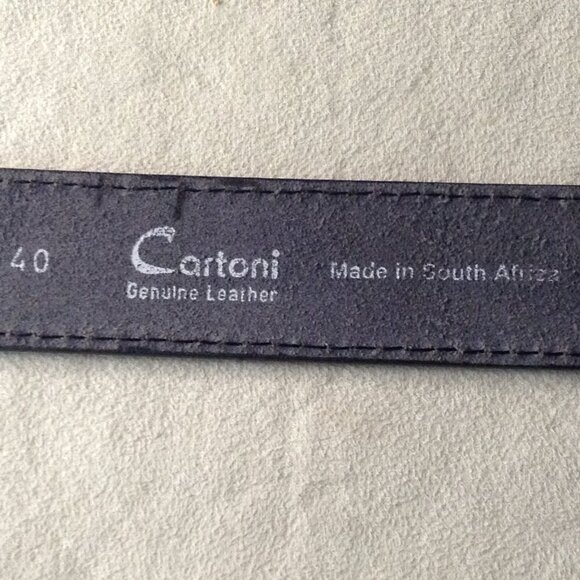 40
Cartoni
Genuine Leather
Made in South Africa